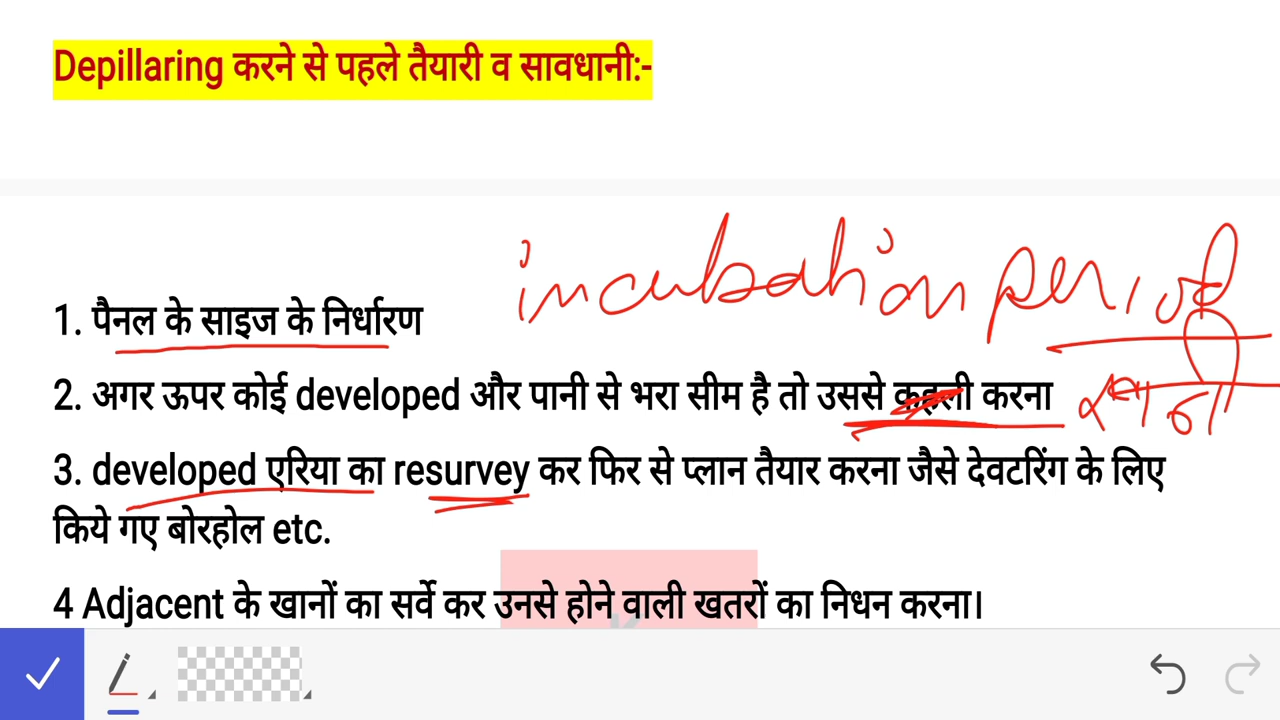 Depillaring करने से पहले तैयारी व सावधानी:-
incubation period
1. पैनल के साइज के निर्धारण
2. अगर ऊपर कोई developed और पानी से भरा सीम है तो उससे कहली करना
3. developed एरिया का resurvey कर फिर से प्लान तैयार करना जैसे देवटरिंग के लिए
किये गए बोरहोल etc.
4 Adjacent के खानों का सर्वे कर उनसे होने वाली खतरों का निधन करना।